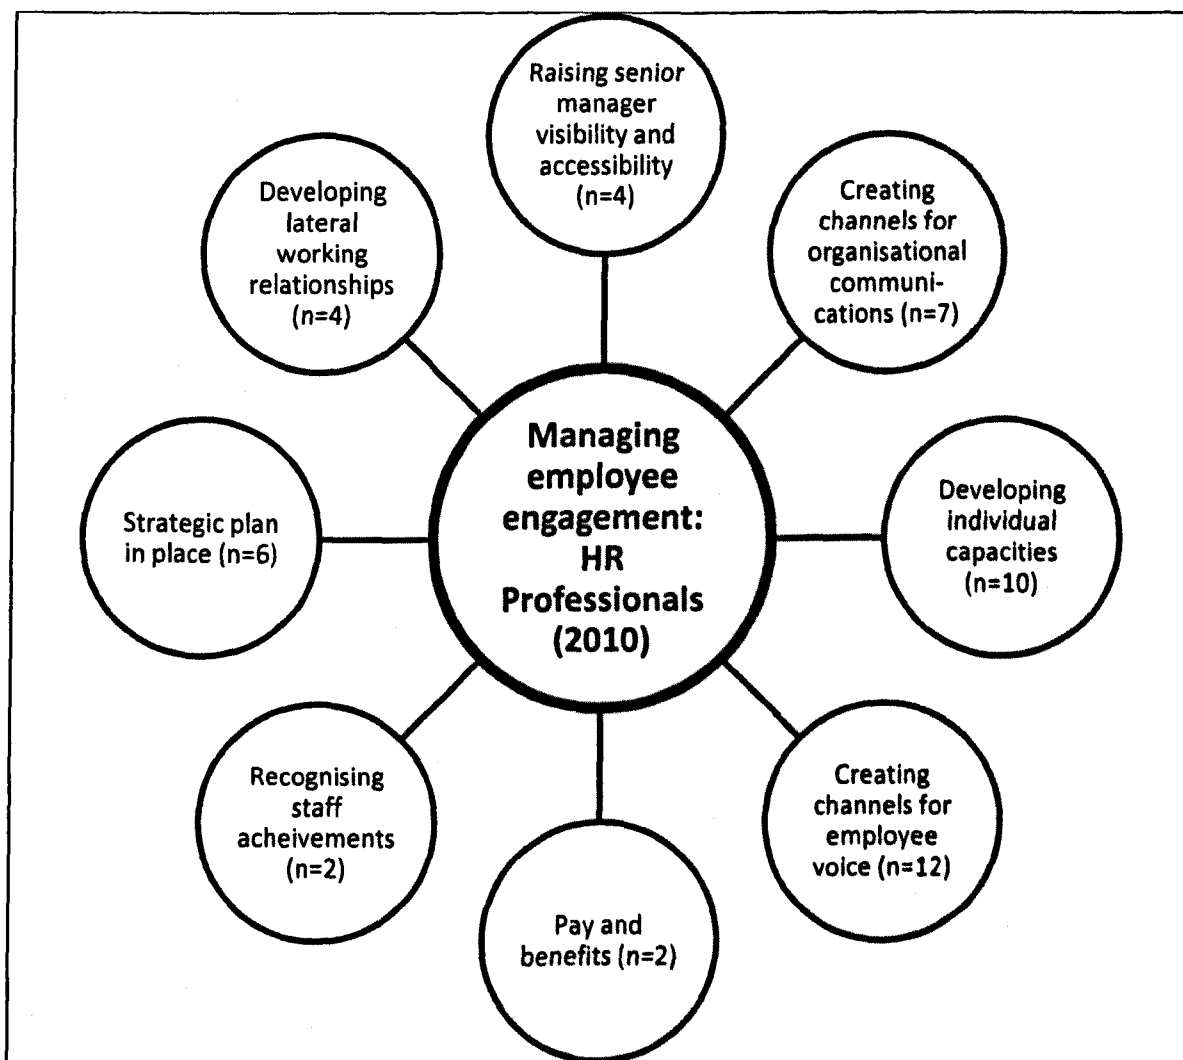 Raising senior
manager
visibility and
accessibility
(n=4)
Creating
channels for
organisational
communi-
cations (n=7)
Developing
individual
capacities
(n=10)
Creating
channels for
employee
voice (n=12)
Pay and
benefits (n=2)
Recognising
staff
acheivements
(n=2)
Strategic plan
in place (n=6)
Developing
lateral
working
relationships
(n=4)
Managing
employee
engagement:
HR
Professionals
(2010)